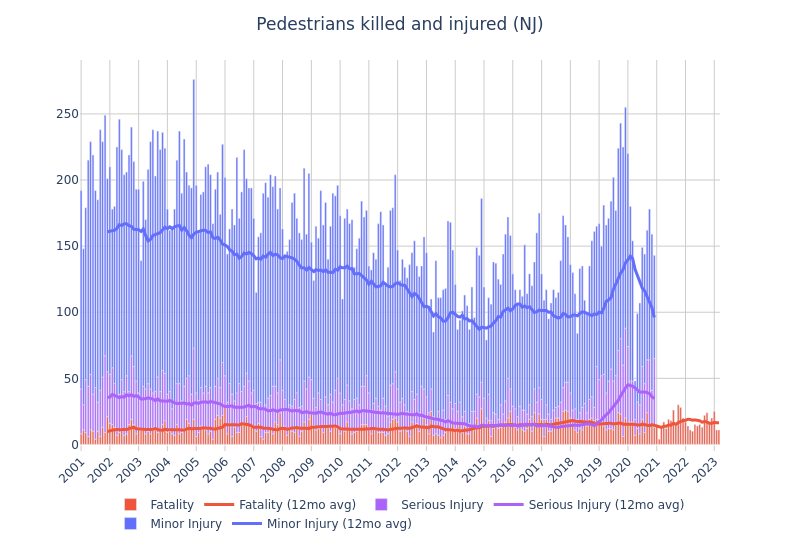 Pedestrians killed and injured (NJ)
250
200
150
100
50
0
2001 2002 2003 2004 2005 2006 2007 2008 2009 2010 2011 2012 2013 2014 2015 2016 2017 2018 2019 2020 2021 2022 2023
Fatality Fatality (12mo avg) Serious Injury Serious Injury (12mo avg)
Minor Injury Minor Injury (12mo avg)